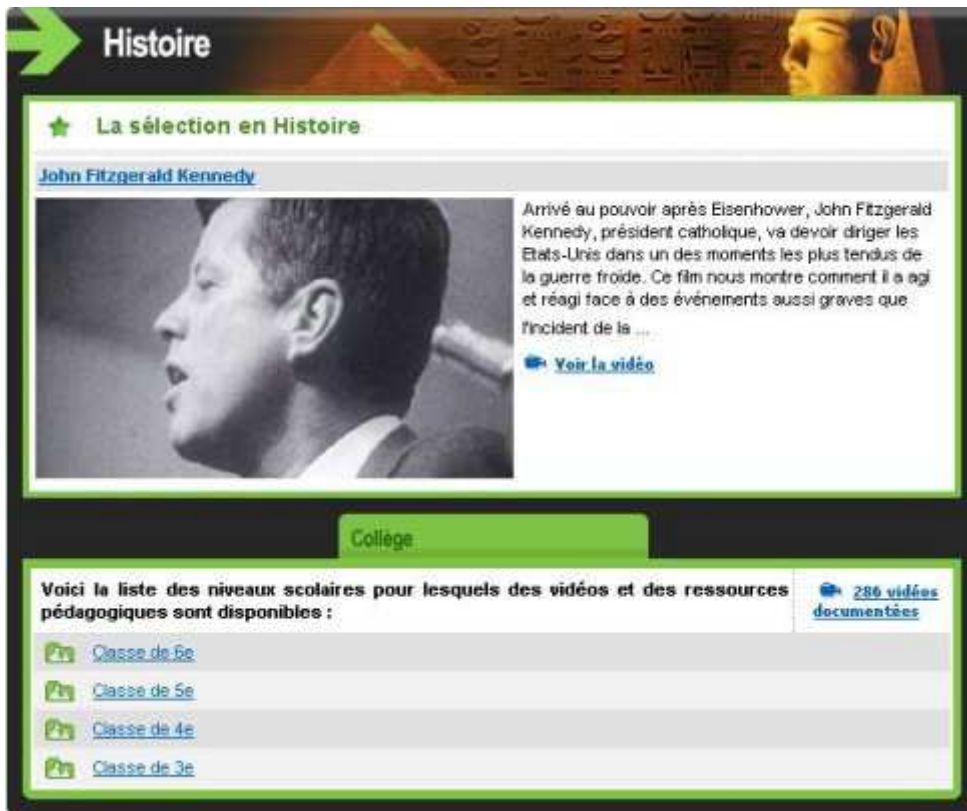 Histoire
La sélection en Histoire
John Fitzgerald Kennedy
Arrivé au pouvoir après Eisenhower, John Fitzgerald
Kennedy, président catholique, va devoir diriger les
Etats-Unis dans un des moments les plus tendus de
la guerre froide. Ce film nous montre comment il a agi
et réagi face à des événements aussi graves que
l'incident de la ...
Voir la vidéo
Collège
Voici la liste des niveaux scolaires pour lesquels des vidéos et des ressources
pédagogiques sont disponibles :
286 vidéos
documentées
Classe de 6e
Classe de 5e
Classe de 4e
Classe de 3e